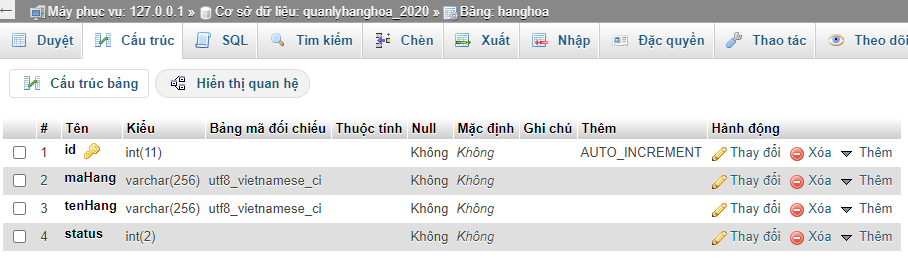 Máy phục vụ: 127.0.0.1 » Cơ sở dữ liệu: quanlyhanghoa_2020 » Bảng: hanghoa
Duyệt Cấu trúc SQL Tìm kiếm Chèn Xuất Nhập Đặc quyền Thao tác Theo dõi
Cấu trúc bảng Hiển thị quan hệ
# Tên Kiểu Bảng mã đối chiếu Thuộc tính Null Mặc định Ghi chú Thêm Hành động
1 id int(11) Không Không AUTO_INCREMENT Thay đổi Xóa Thêm
2 maHang varchar(256) utf8_vietnamese_ci Không Không Thay đổi Xóa Thêm
3 tenHang varchar(256) utf8_vietnamese_ci Không Không Thay đổi Xóa Thêm
4 status int(2) Không Không Thay đổi Xóa Thêm